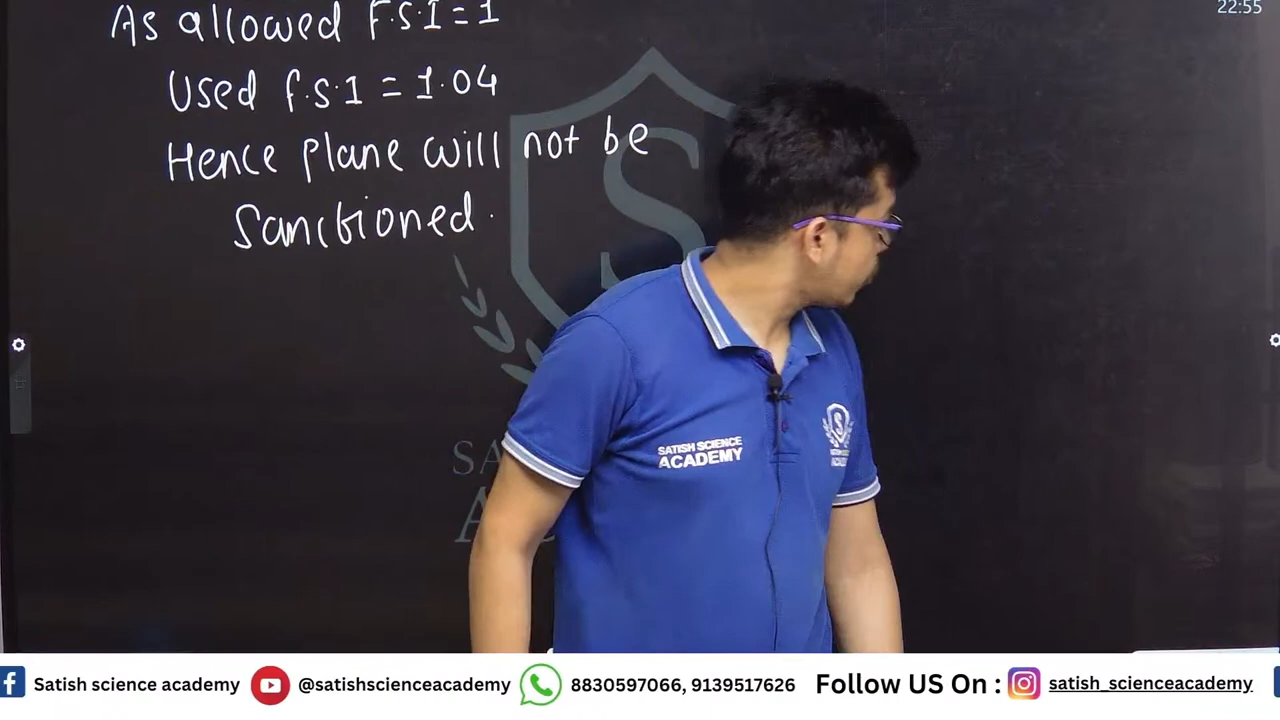 22:55
As allowed F.S.I = 1
Used f.s.1 = 1.04
Hence plane will not be
Sanctioned.
S
SATISH SCIENCE
ACADEMY
S
SA
A
Satish science academy
@satishscienceacademy
8830597066, 9139517626
Follow US On :
satish_scienceacademy